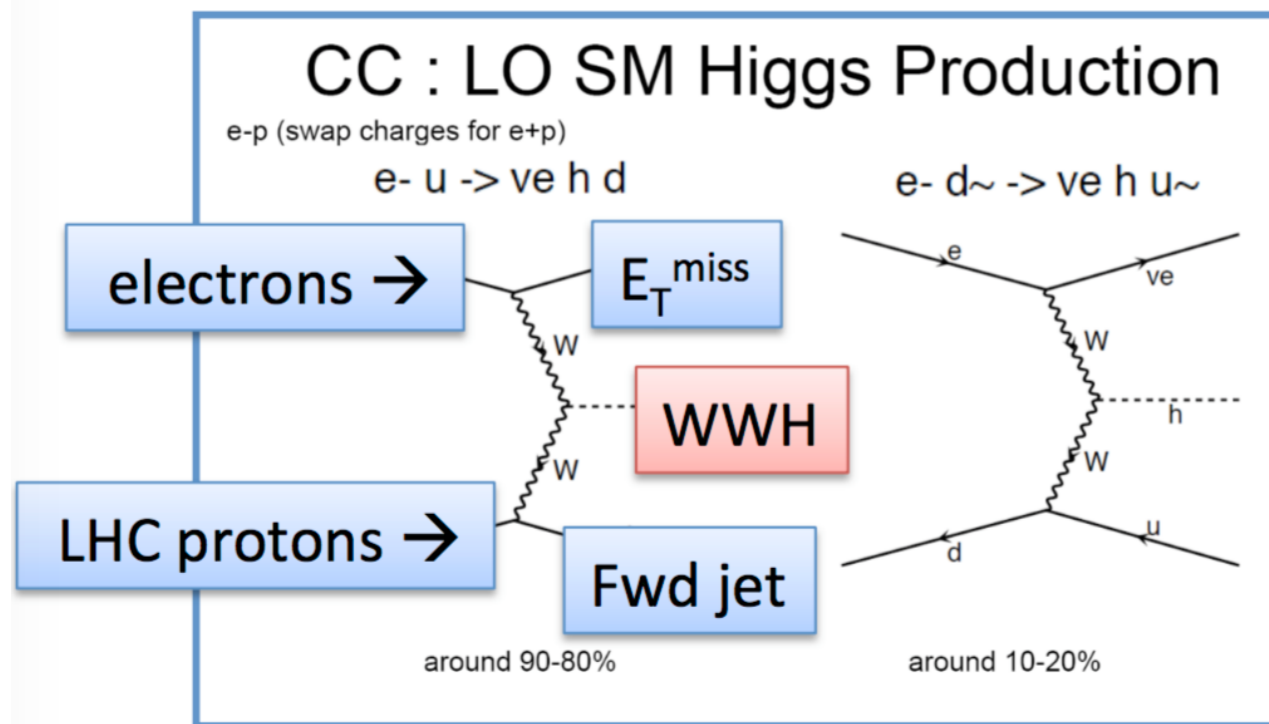 CC : LO SM Higgs Production
e-p (swap charges for e+p)
e- u -> ve h d
e- d~ -> ve h u~
electrons →
E_T^miss
e
ve
W
W
WWH
h
W
W
LHC protons →
Fwd jet
d
u
around 90-80%
around 10-20%